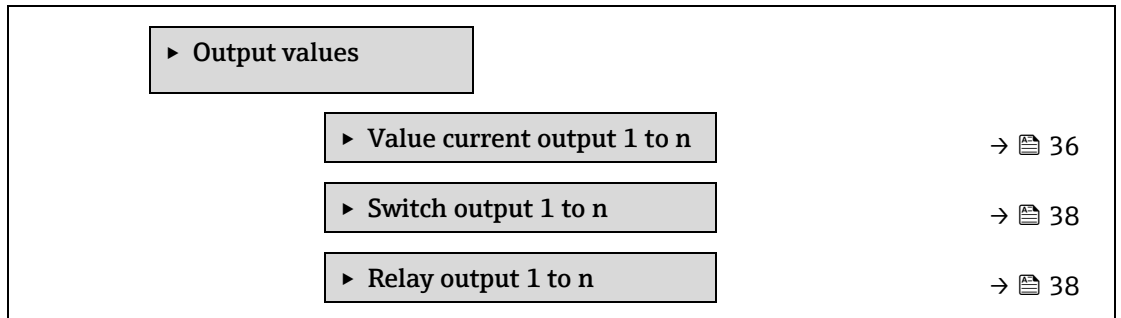 ▸ Output values
▸ Value current output 1 to n → 🖹 36
▸ Switch output 1 to n → 🖹 38
▸ Relay output 1 to n → 🖹 38